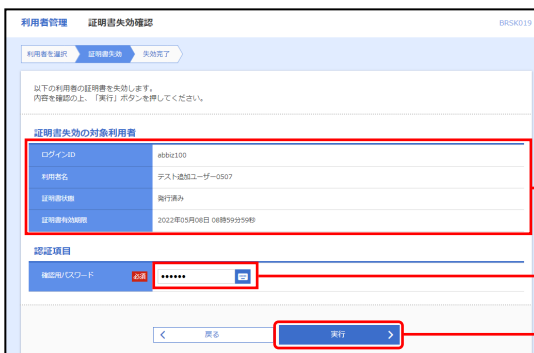 利用者管理 証明書失効確認 BRSK019
利用者を選択 証明書失効 失効完了
以下の利用者の証明書を失効します。
内容を確認の上、「実行」ボタンを押してください。
証明書失効の対象利用者
ログインID abbiz100
利用者名 テスト追加ユーザー0507
証明書状態 発行済み
証明書有効期限 2022年05月08日 08時59分59秒
認証項目
確認用パスワード 必須 ••••••
戻る 実行